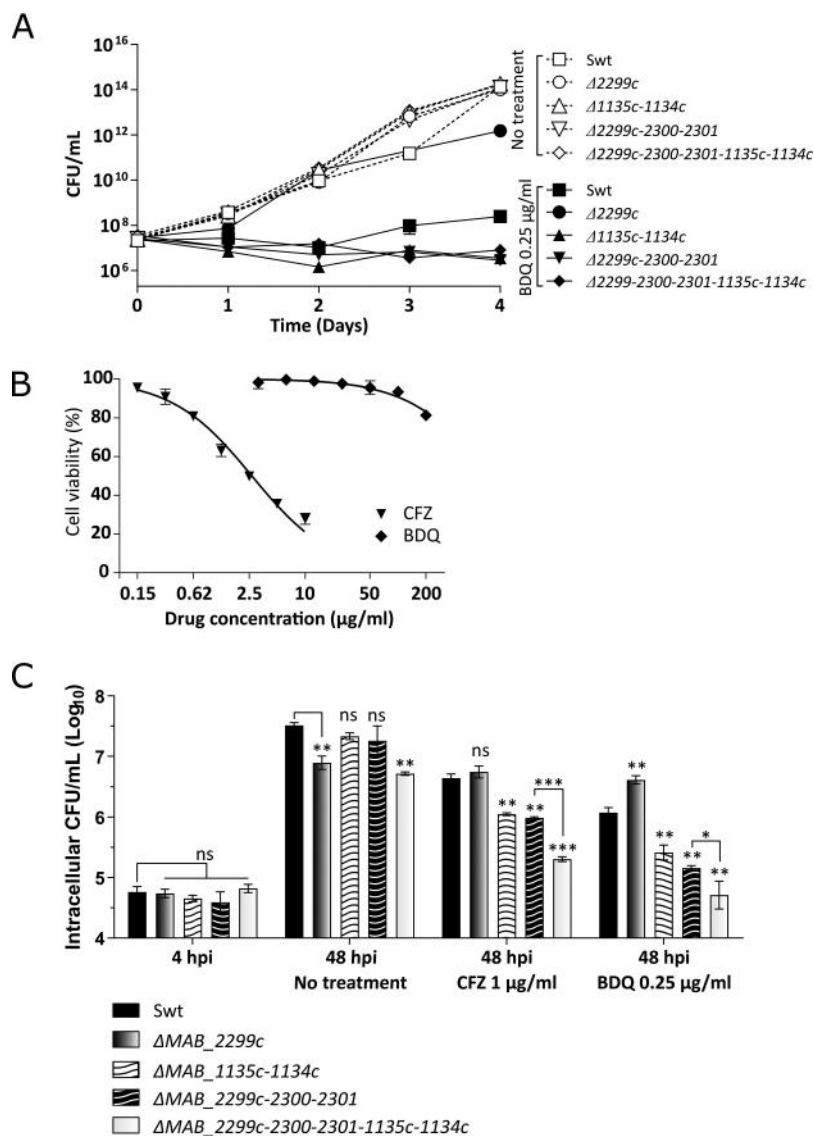 A
CFU/mL
10^16
10^14
10^12
10^10
10^8
10^6
0 1 2 3 4
Time (Days)
No treatment
Swt
Δ2299c
Δ1135c-1134c
Δ2299c-2300-2301
Δ2299c-2300-2301-1135c-1134c
BDQ 0.25 µg/ml
Swt
Δ2299c
Δ1135c-1134c
Δ2299c-2300-2301
Δ2299-2300-2301-1135c-1134c
B
Cell viability (%)
100
80
60
40
20
0
CFZ
BDQ
0.15 0.62 2.5 10 50 200
Drug concentration (µg/ml)
C
Intracellular CFU/mL (Log10)
8
7
6
5
4
ns
** ns ns **
ns ** ** *** ***
** ** ** * **
4 hpi 48 hpi 48 hpi 48 hpi
No treatment CFZ 1 µg/ml BDQ 0.25 µg/ml
Swt
ΔMAB_2299c
ΔMAB_1135c-1134c
ΔMAB_2299c-2300-2301
ΔMAB_2299c-2300-2301-1135c-1134c